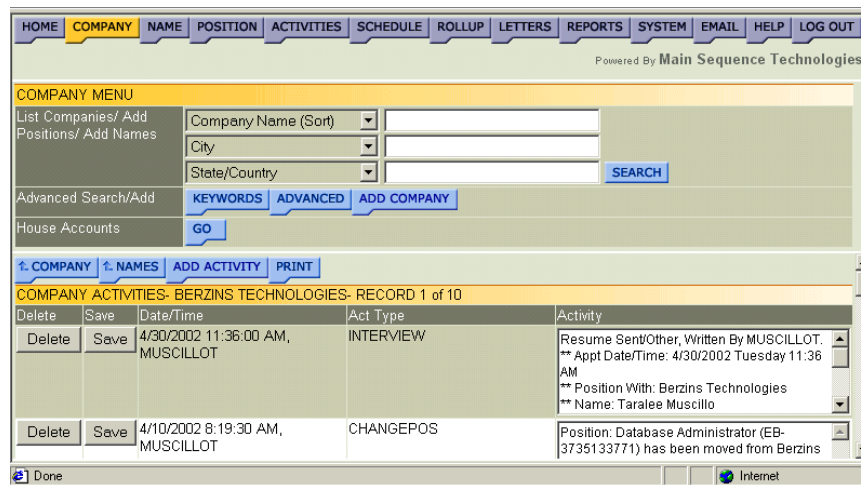 HOME COMPANY NAME POSITION ACTIVITIES SCHEDULE ROLLUP LETTERS REPORTS SYSTEM EMAIL HELP LOG OUT
Powered By Main Sequence Technologies
COMPANY MENU
List Companies/ Add
Positions/ Add Names
Company Name (Sort)
City
State/Country
SEARCH
Advanced Search/Add KEYWORDS ADVANCED ADD COMPANY
House Accounts GO
COMPANY NAMES ADD ACTIVITY PRINT
COMPANY ACTIVITIES- BERZINS TECHNOLOGIES- RECORD 1 of 10
Delete Save Date/Time Act Type Activity
Delete Save 4/30/2002 11:36:00 AM,
MUSCILLOT
INTERVIEW
Resume Sent/Other, Written By MUSCILLOT.
** Appt Date/Time: 4/30/2002 Tuesday 11:36
AM
** Position With: Berzins Technologies
** Name: Taralee Muscillo
Delete Save 4/10/2002 8:19:30 AM,
MUSCILLOT
CHANGEPOS
Position: Database Administrator (EB-
3735133771) has been moved from Berzins
Done Internet